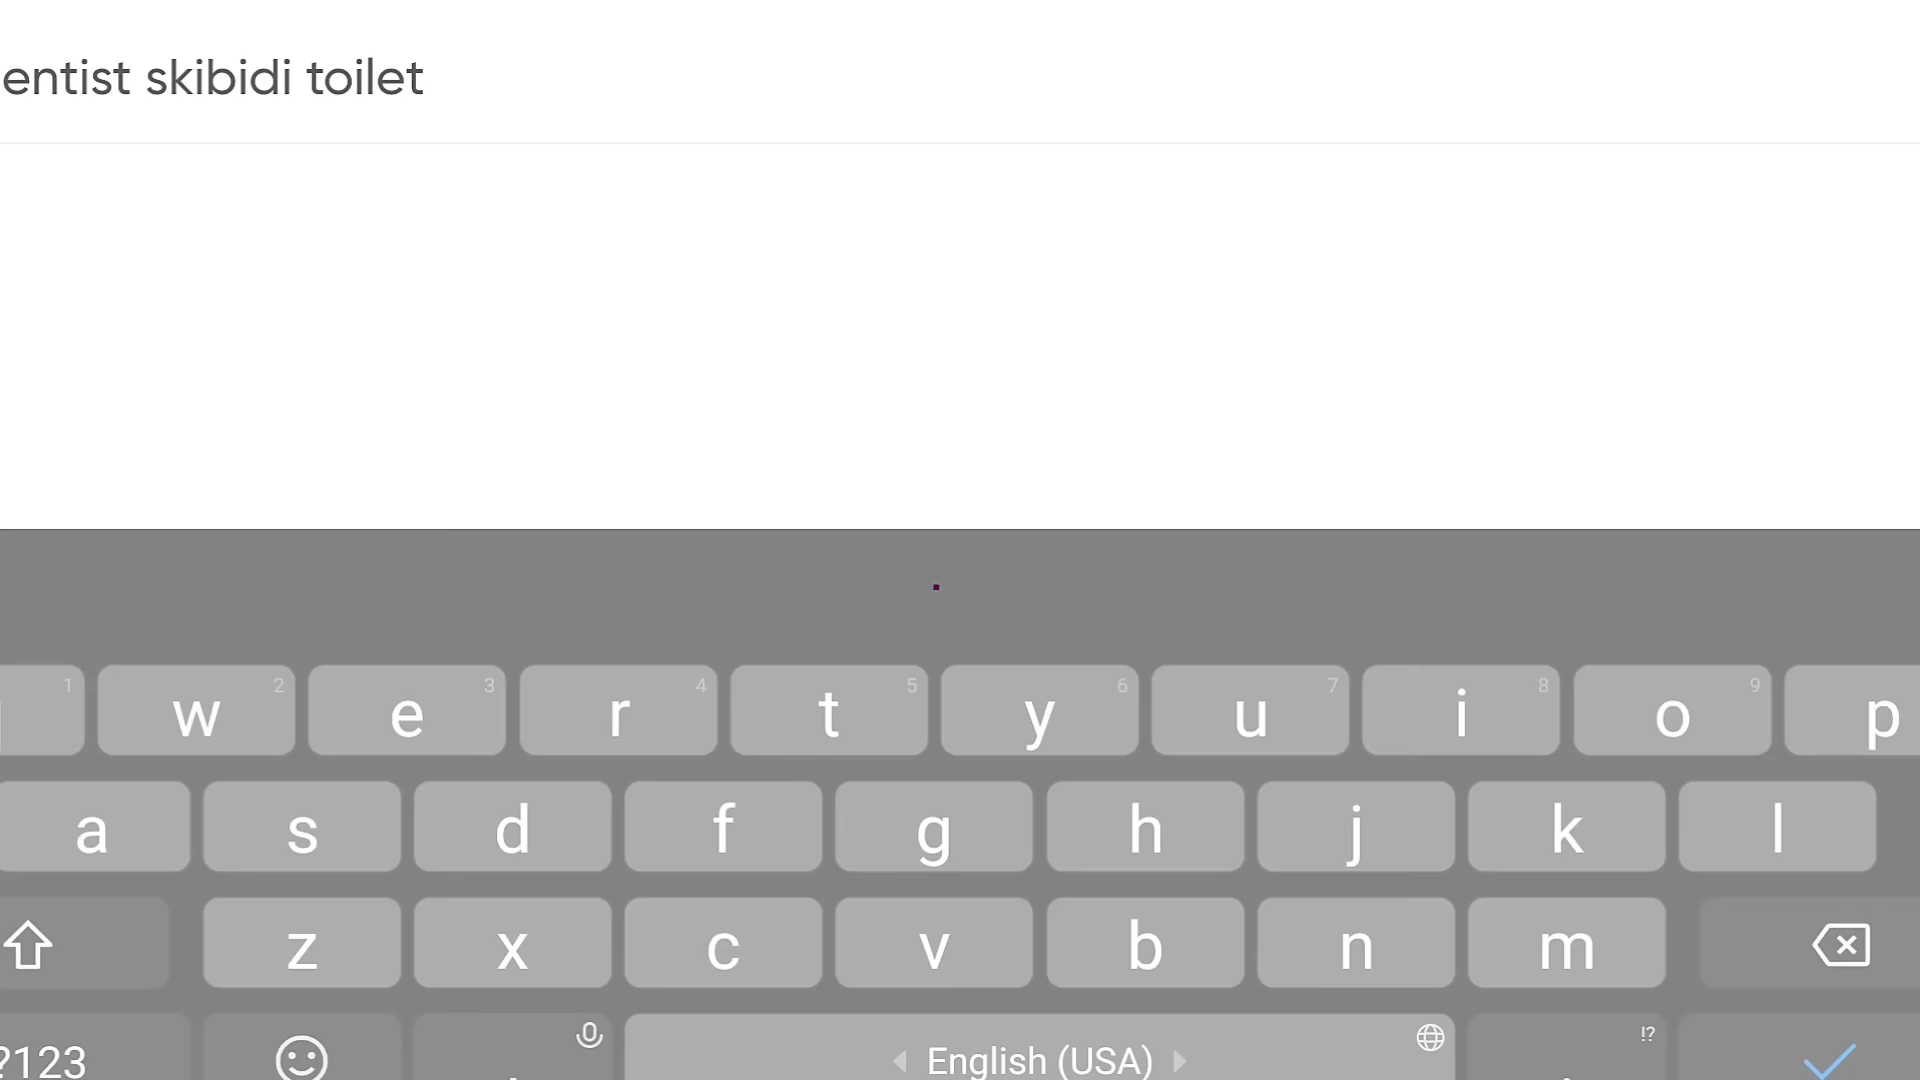 entist skibidi toilet
1 2 3 4 5 6 7 8 9
w e r t y u i o p
a s d f g h j k l
z x c v b n m
?123 English (USA) !?